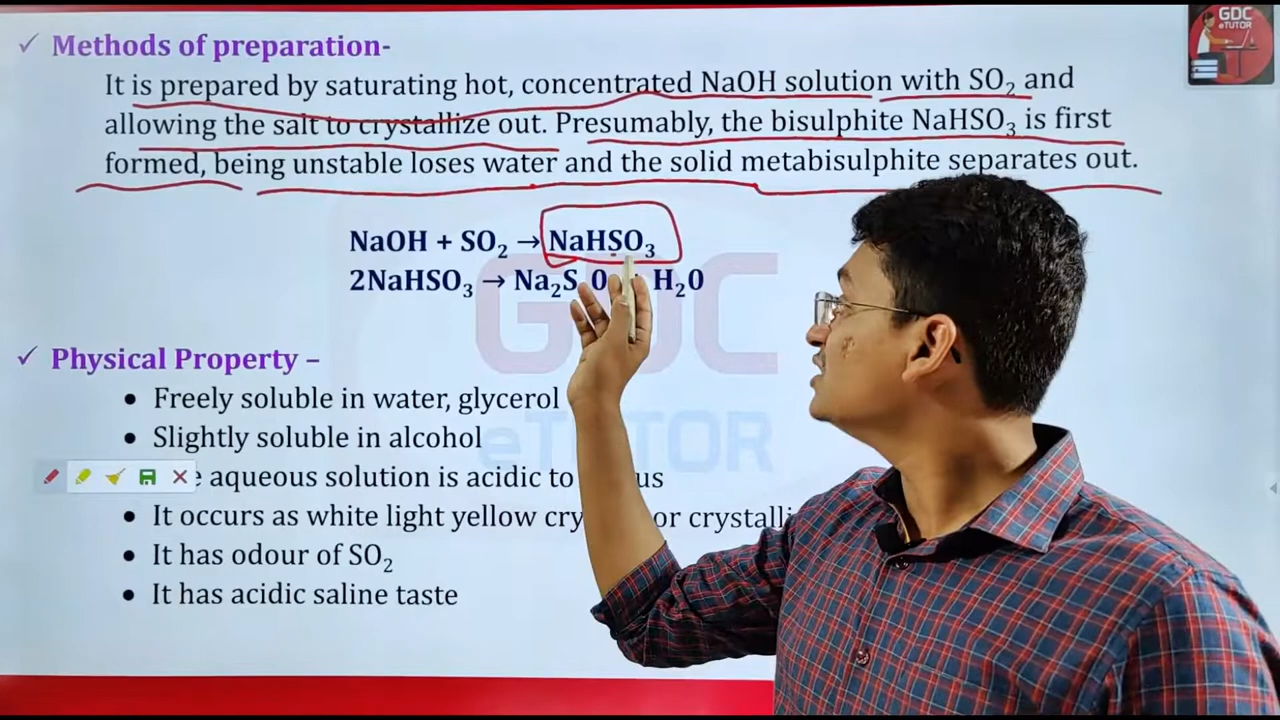 GDC
eTUTOR
✓ Methods of preparation-
It is prepared by saturating hot, concentrated NaOH solution with SO₂ and
allowing the salt to crystallize out. Presumably, the bisulphite NaHSO₃ is first
formed, being unstable loses water and the solid metabisulphite separates out.
NaOH + SO₂ → NaHSO₃
2NaHSO₃ → Na₂S 0 H₂0
GDC
eTUTOR
✓ Physical Property –
• Freely soluble in water, glycerol
• Slightly soluble in alcohol
aqueous solution is acidic to
• It occurs as white light yellow or
• It has odour of SO₂
• It has acidic saline taste